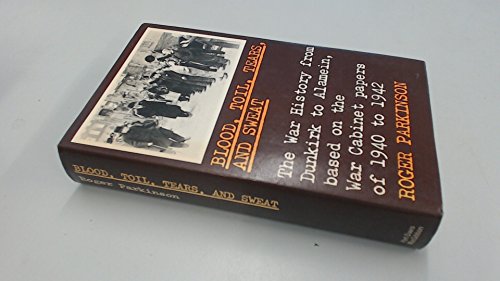 BLOOD, TOIL, TEARS,
AND SWEAT
The War History from
Dunkirk to Alamein,
based on the
War Cabinet papers
of 1940 to 1942
ROGER PARKINSON
BLOOD, TOIL, TEARS, AND SWEAT
Roger Parkinson